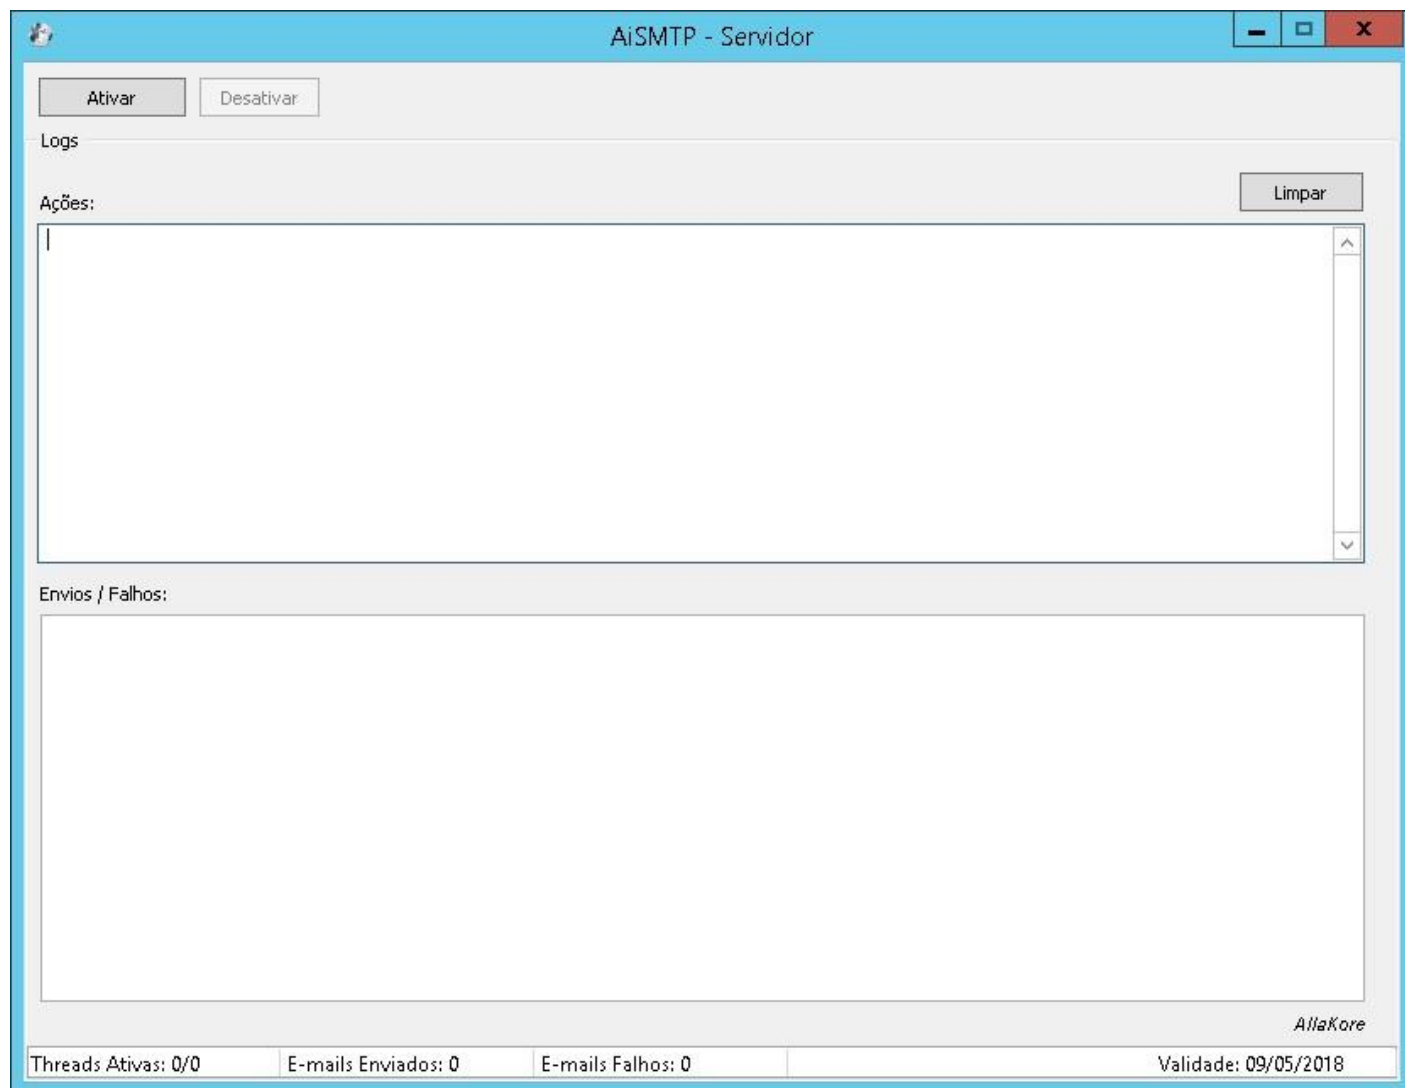 AiSMTP - Servidor
Ativar Desativar
Logs
Limpar
Ações:
Envios / Falhos:
AllaKore
Threads Ativas: 0/0 E-mails Enviados: 0 E-mails Falhos: 0 Validade: 09/05/2018